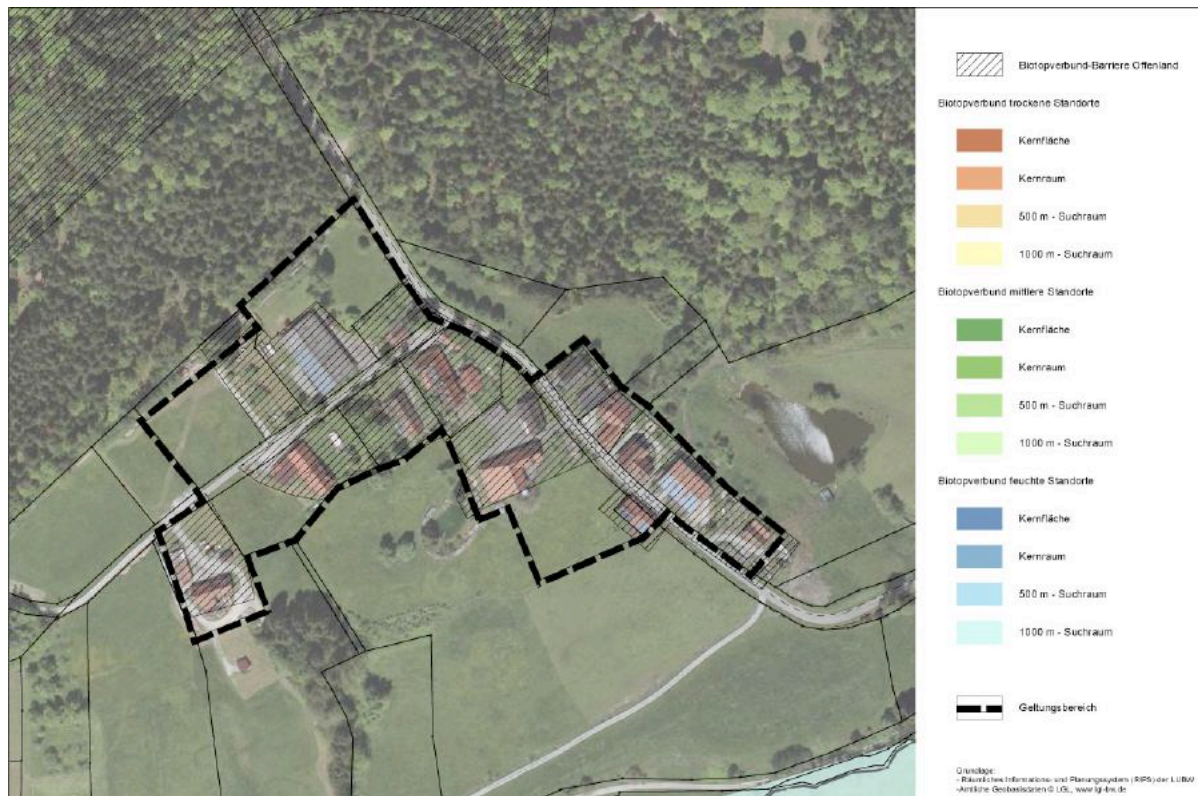 Biotopverbund-Barriere Offenland
Biotopverbund trockene Standorte
Kernfläche
Kernraum
500 m - Suchraum
1000 m - Suchraum
Biotopverbund mittlere Standorte
Kernfläche
Kernraum
500 m - Suchraum
1000 m - Suchraum
Biotopverbund feuchte Standorte
Kernfläche
Kernraum
500 m - Suchraum
1000 m - Suchraum
Geltungsbereich
Grundlage:
- Räumliches Informations- und Planungssystem (RIPS) der LUBW
-Amtliche Geobasisdaten © LGL, www.lgl-bw.de